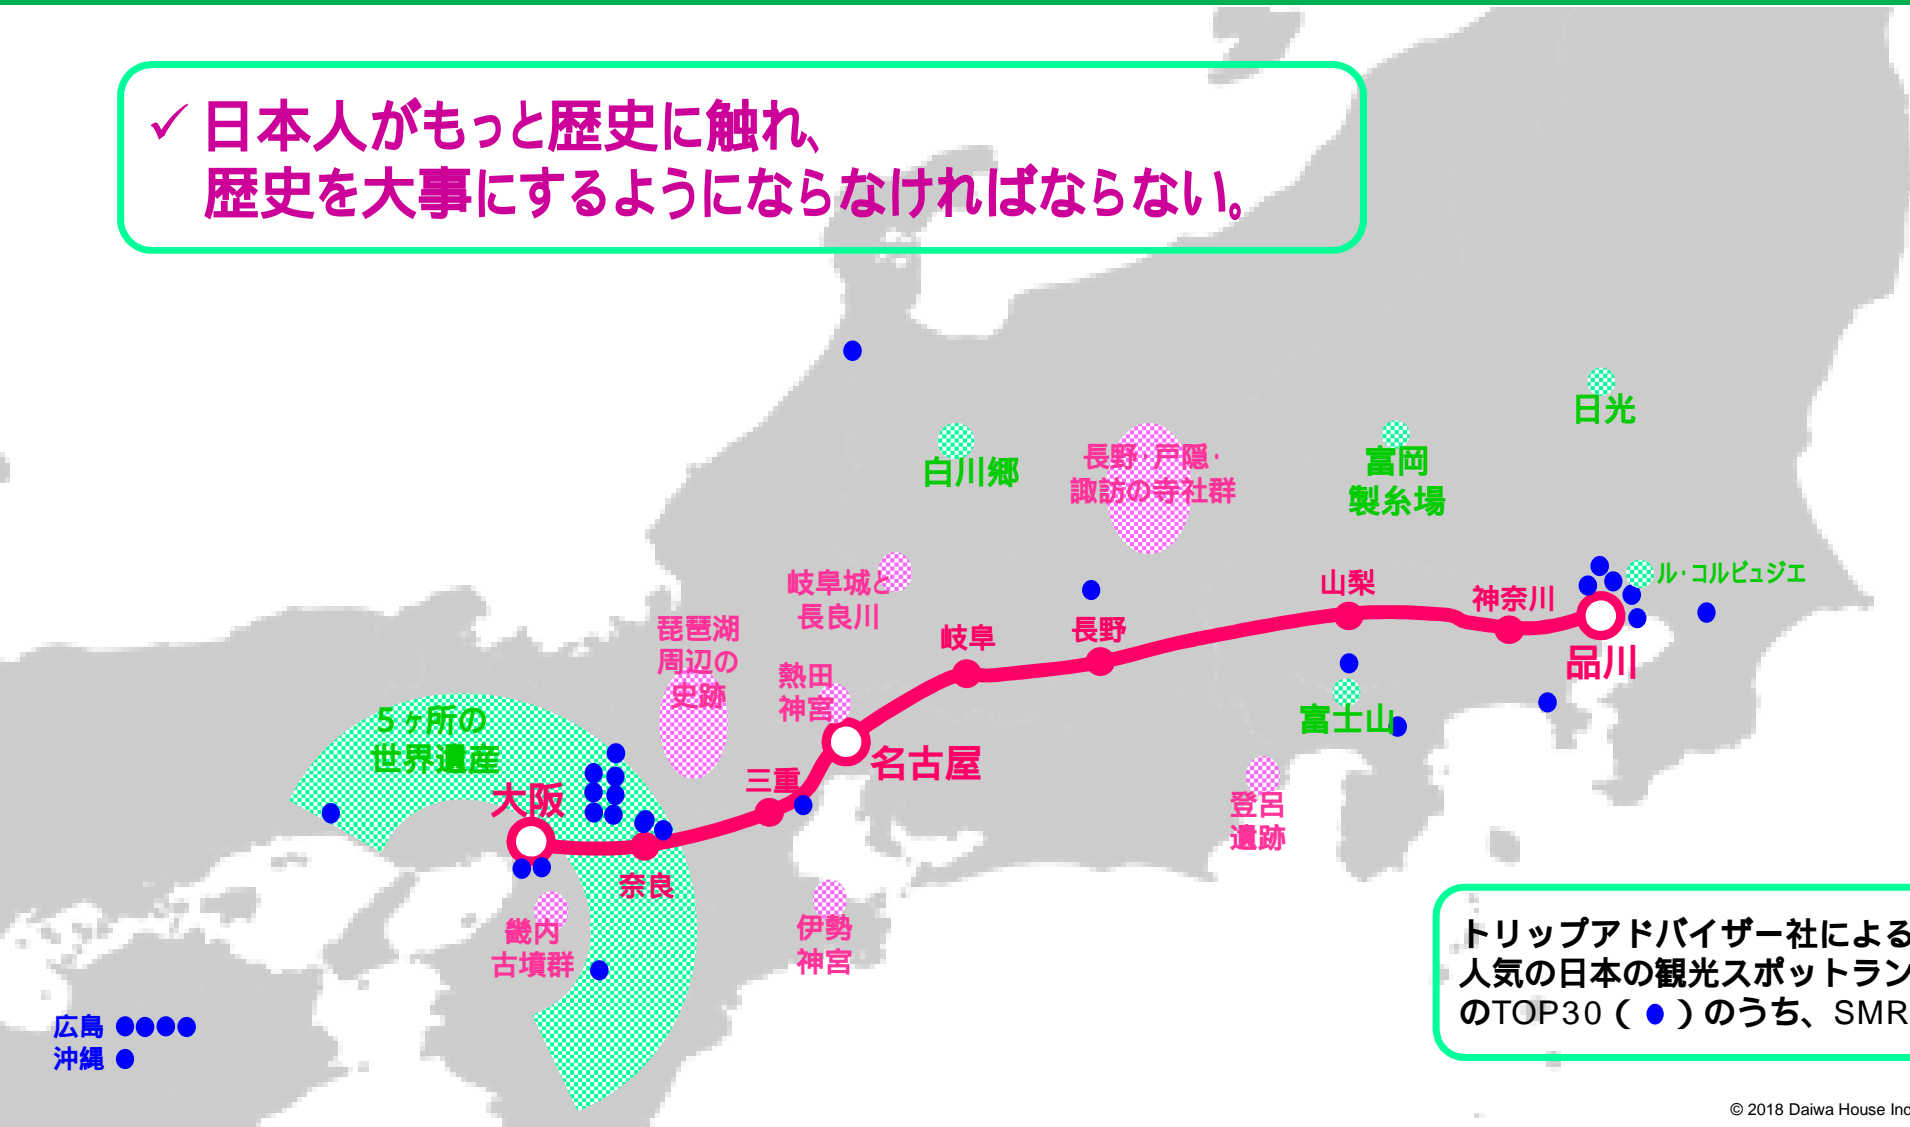 ✓ 日本人がもっと歴史に触れ、
歴史を大事にするようにならなければならない。
日光
白川郷
長野・戸隠・
諏訪の寺社群
富岡
製糸場
岐阜城と
長良川
ル・コルビュジエ
山梨
神奈川
琵琶湖
周辺の
史跡
岐阜
長野
品川
熱田
神宮
5ヶ所の
世界遺産
富士山
名古屋
三重
大阪
登呂
遺跡
奈良
畿内
古墳群
伊勢
神宮
トリップアドバイザー社による
人気の日本の観光スポットラン
のTOP30(●)のうち、SMR
広島
沖縄
© 2018 Daiwa House Ind